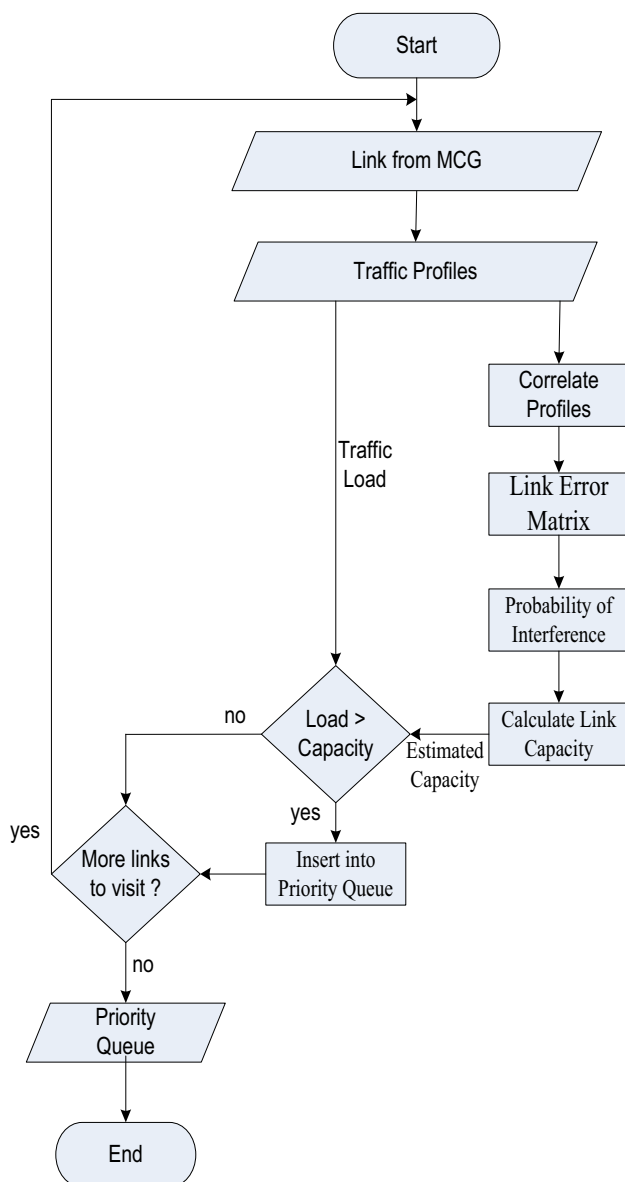 Start
Link from MCG
Traffic Profiles
Correlate
Profiles
Traffic
Load
Link Error
Matrix
Probability of
Interference
no
Load >
Capacity
Calculate Link
Capacity
Estimated
Capacity
yes
yes
More links
to visit ?
Insert into
Priority Queue
no
Priority
Queue
End